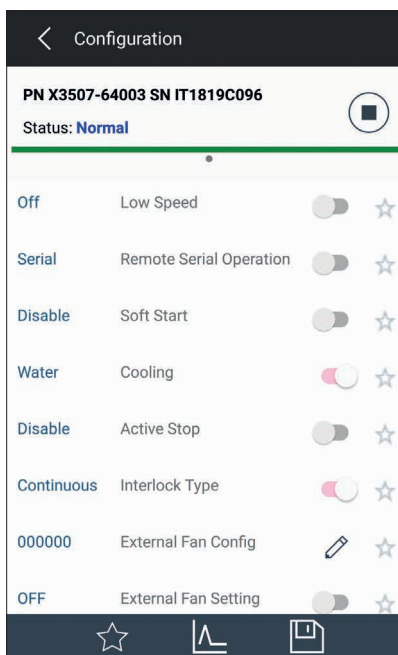 Configuration
PN X3507-64003 SN IT1819C096
Status: Normal
Off Low Speed
Serial Remote Serial Operation
Disable Soft Start
Water Cooling
Disable Active Stop
Continuous Interlock Type
000000 External Fan Config
OFF External Fan Setting